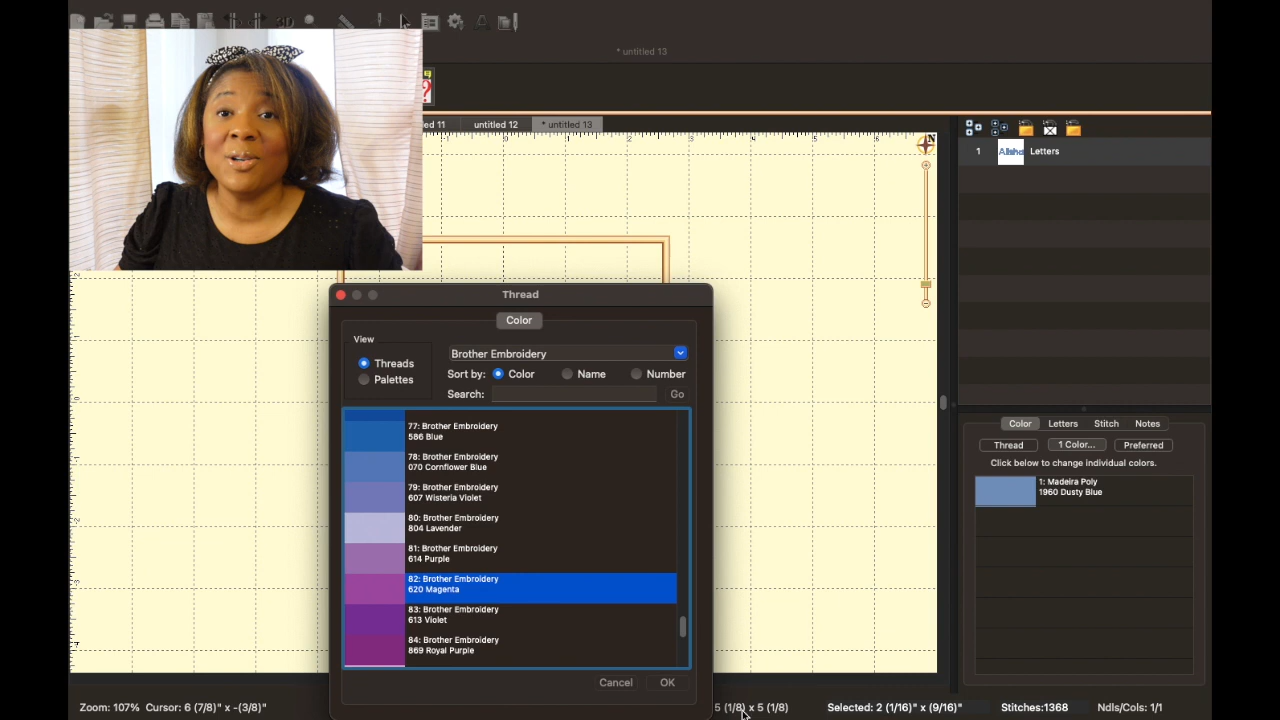 3D
* untitled 13
ed 11
untitled 12
* untitled 13
N
1
Alisha
Letters
Thread
Color
View
Threads
Palettes
Brother Embroidery
Sort by:
Color
Name
Number
Search:
Go
77: Brother Embroidery
586 Blue
78: Brother Embroidery
070 Cornflower Blue
79: Brother Embroidery
607 Wisteria Violet
80: Brother Embroidery
804 Lavender
81: Brother Embroidery
614 Purple
82: Brother Embroidery
620 Magenta
83: Brother Embroidery
613 Violet
84: Brother Embroidery
869 Royal Purple
Cancel
OK
Color
Letters
Stitch
Notes
Thread
1 Color...
Preferred
Click below to change individual colors.
1: Madeira Poly
1960 Dusty Blue
Zoom: 107%
Cursor: 6 (7/8)" x -(3/8)"
5 (1/8) x 5 (1/8)
Selected: 2 (1/16)" x (9/16)"
Stitches:1368
Ndls/Cols: 1/1